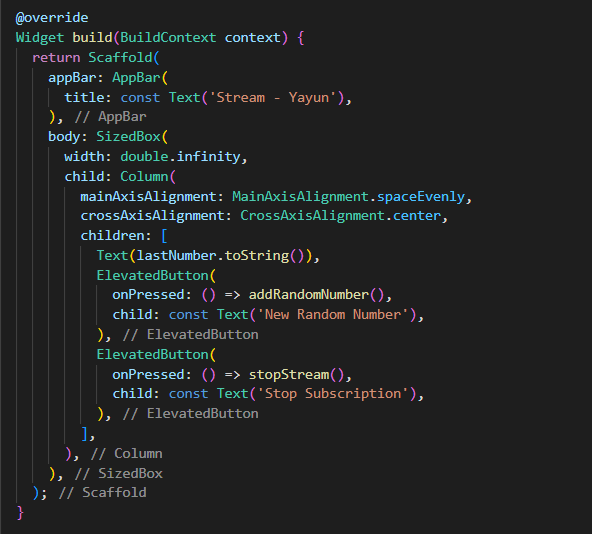 @override
Widget build(BuildContext context) {
  return Scaffold(
    appBar: AppBar(
      title: const Text('Stream - Yayun'),
    ), // AppBar
    body: SizedBox(
      width: double.infinity,
      child: Column(
        mainAxisAlignment: MainAxisAlignment.spaceEvenly,
        crossAxisAlignment: CrossAxisAlignment.center,
        children: [
          Text(lastNumber.toString()),
          ElevatedButton(
            onPressed: () => addRandomNumber(),
            child: const Text('New Random Number'),
          ), // ElevatedButton
          ElevatedButton(
            onPressed: () => stopStream(),
            child: const Text('Stop Subscription'),
          ), // ElevatedButton
        ],
      ), // Column
    ), // SizedBox
  ); // Scaffold
}